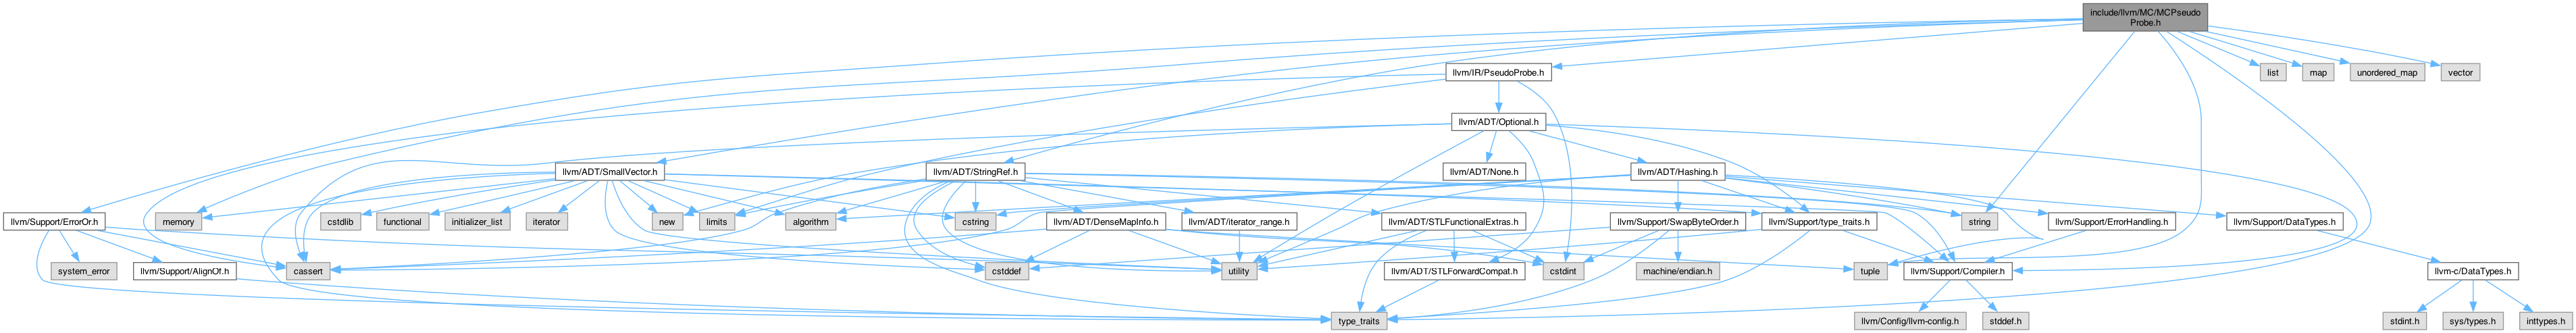 include/llvm/MC/MCPseudo
Probe.h
llvm/IR/PseudoProbe.h
list
map
unordered_map
vector
llvm/ADT/Optional.h
llvm/ADT/SmallVector.h
llvm/ADT/StringRef.h
llvm/ADT/None.h
llvm/ADT/Hashing.h
llvm/Support/ErrorOr.h
memory
cstdlib
functional
initializer_list
iterator
new
limits
algorithm
cstring
llvm/ADT/DenseMapInfo.h
llvm/ADT/iterator_range.h
llvm/ADT/STLFunctionalExtras.h
llvm/Support/SwapByteOrder.h
llvm/Support/type_traits.h
string
llvm/Support/ErrorHandling.h
llvm/Support/DataTypes.h
system_error
llvm/Support/AlignOf.h
cassert
cstddef
utility
llvm/ADT/STLForwardCompat.h
cstdint
machine/endian.h
tuple
llvm/Support/Compiler.h
llvm-c/DataTypes.h
type_traits
llvm/Config/llvm-config.h
stddef.h
stdint.h
sys/types.h
inttypes.h